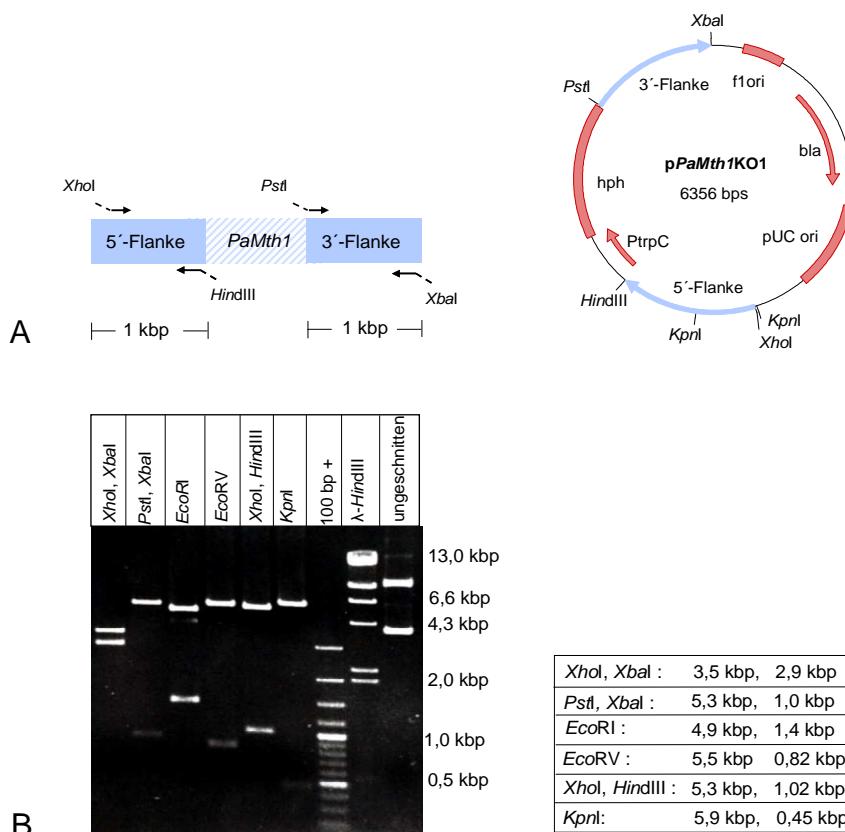 XhoI
PstI
5´-Flanke
PaMth1
3´-Flanke
HindIII
XbaI
1 kbp
1 kbp
A
XbaI
f1ori
3´-Flanke
PstI
bla
pPaMth1KO1
6356 bps
hph
PtrpC
pUC ori
HindIII
5´-Flanke
KpnI
KpnI
XhoI
XhoI, XbaI
PstI, XbaI
EcoRI
EcoRV
XhoI, HindIII
KpnI
100 bp +
λ-HindIII
ungeschnitten
13,0 kbp
6,6 kbp
4,3 kbp
2,0 kbp
1,0 kbp
0,5 kbp
B
XhoI, XbaI : 3,5 kbp, 2,9 kbp
PstI, XbaI : 5,3 kbp, 1,0 kbp
EcoRI : 4,9 kbp, 1,4 kbp
EcoRV : 5,5 kbp 0,82 kbp
XhoI, HindIII : 5,3 kbp, 1,02 kbp
KpnI: 5,9 kbp, 0,45 kbp